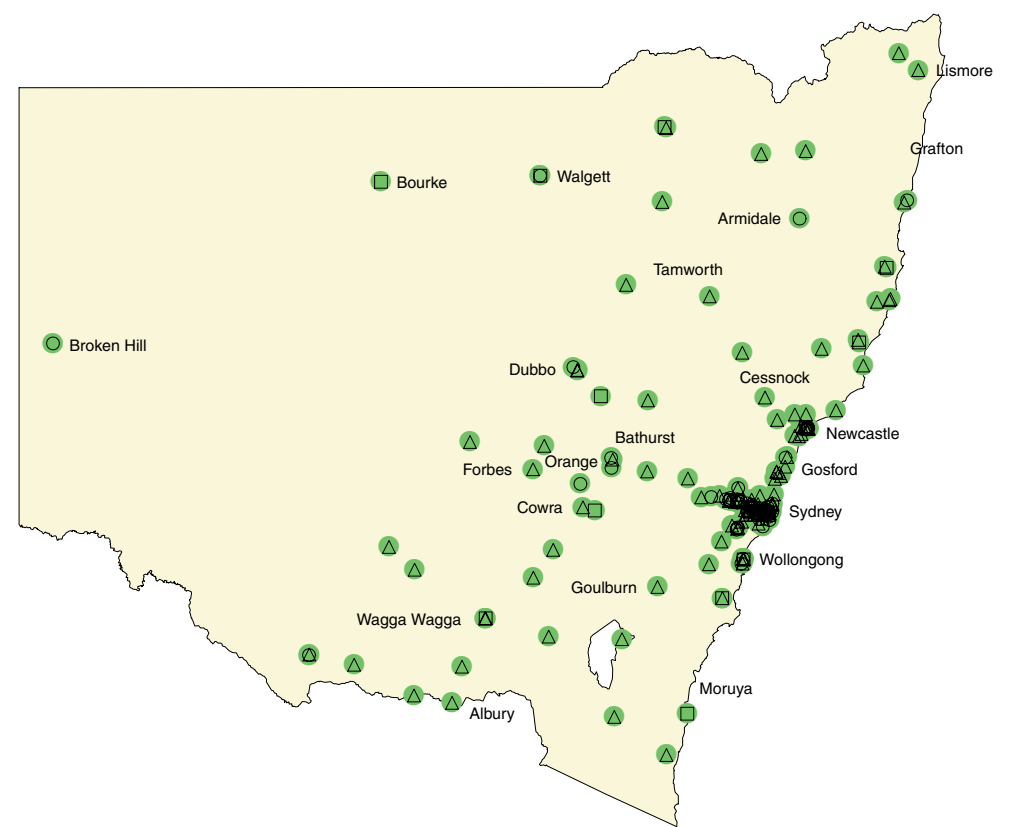 Lismore
Grafton
Bourke
Walgett
Armidale
Tamworth
Broken Hill
Dubbo
Cessnock
Newcastle
Bathurst
Orange
Forbes
Gosford
Cowra
Sydney
Wollongong
Goulburn
Wagga Wagga
Moruya
Albury